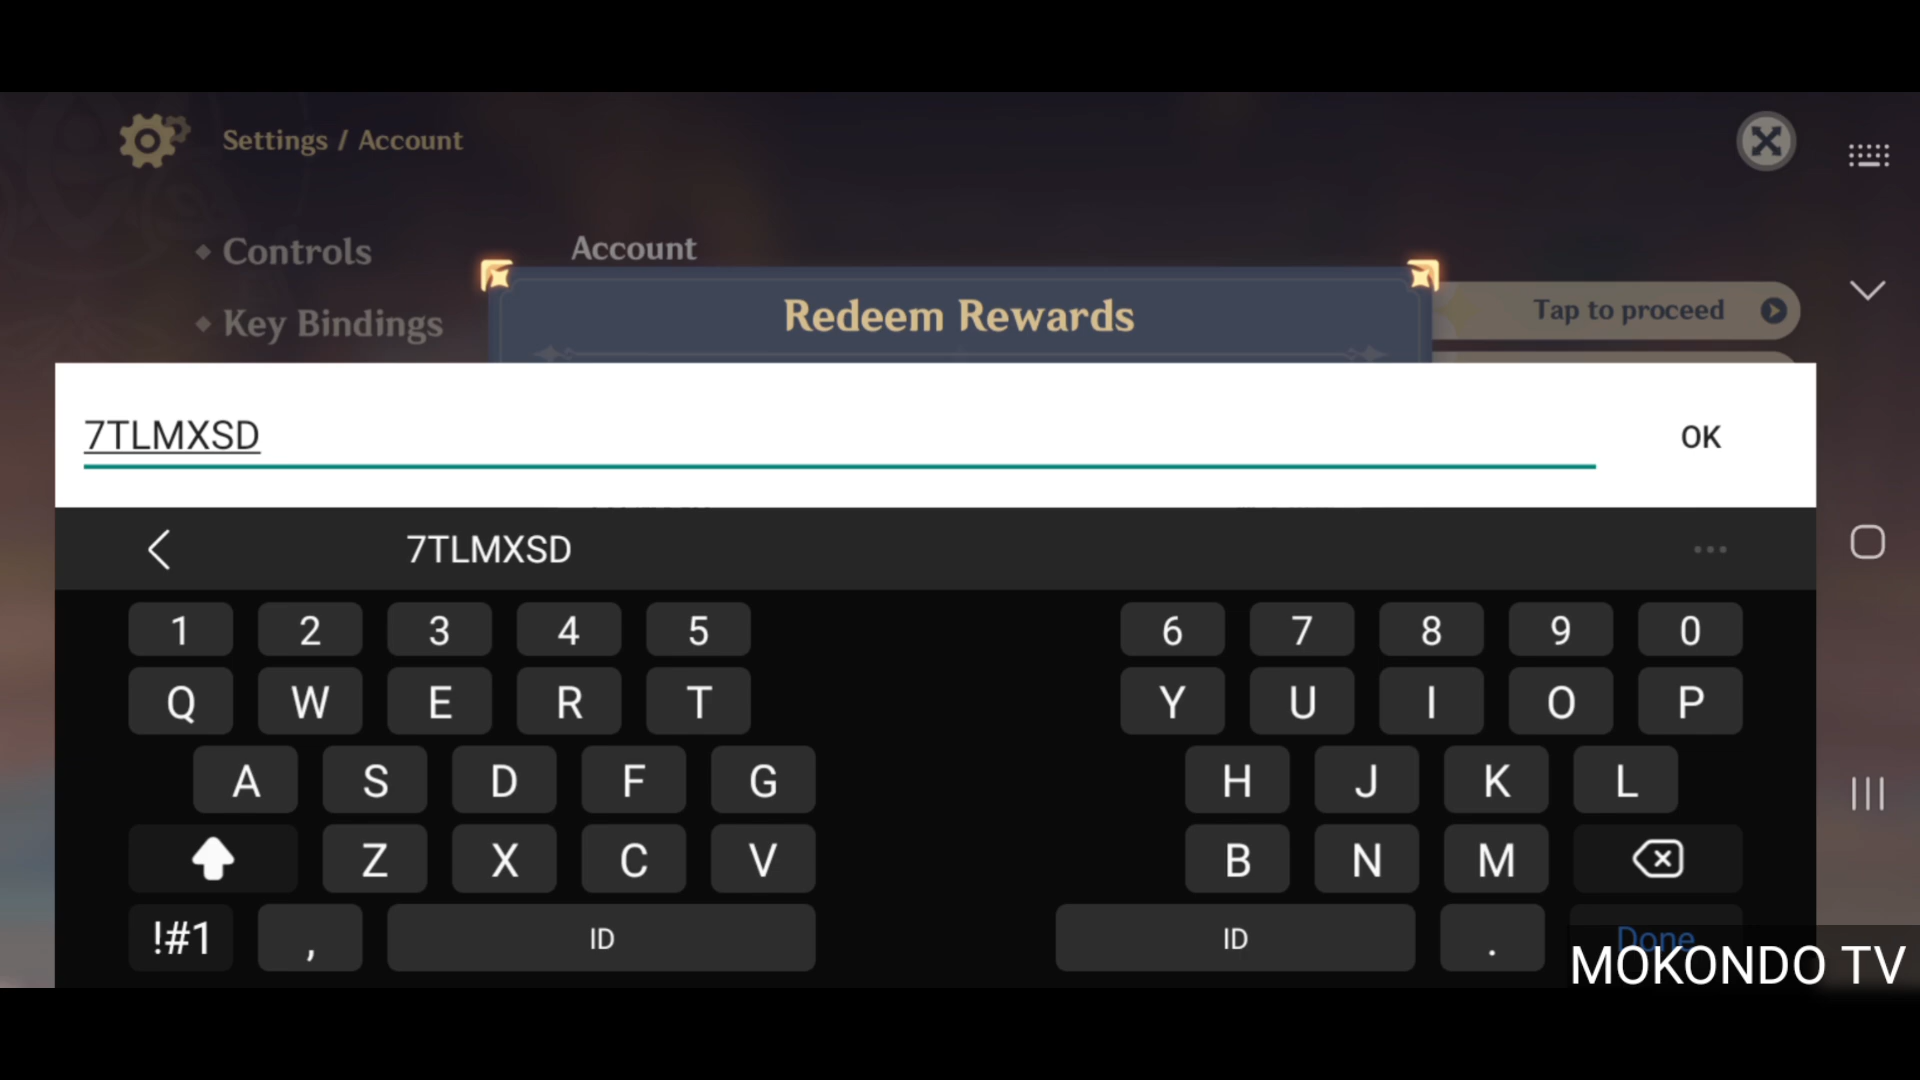 Settings / Account
Controls
Account
Key Bindings
Redeem Rewards
Tap to proceed
7TLMXSD
OK
7TLMXSD
1 2 3 4 5 6 7 8 9 0
Q W E R T Y U I O P
A S D F G H J K L
Z X C V B N M
!#1 , ID ID . Done
MOKONDO TV